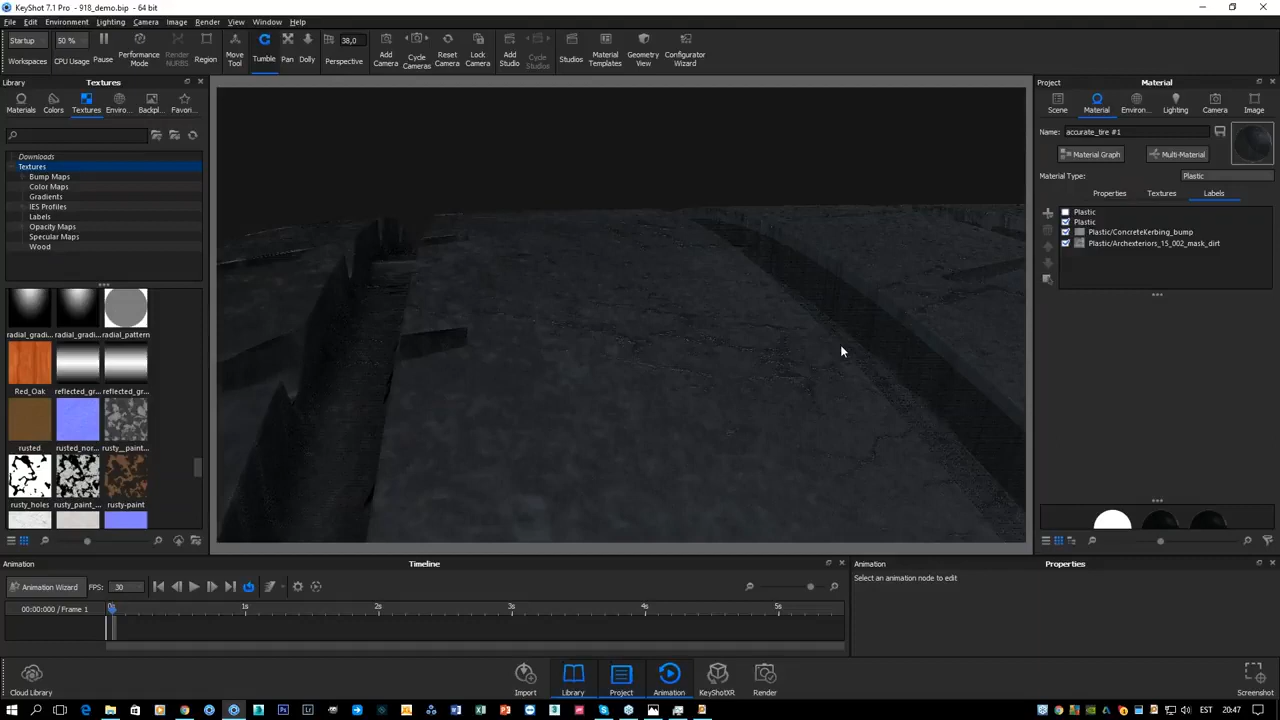 KeyShot 7.1 Pro - 918_demo.bip - 64 bit
File Edit Environment Lighting Camera Image Render View Window Help
Startup 50 % 38,0
Workspaces CPU Usage Pause Performance Mode Render NURBS Region Move Tool Tumble Pan Dolly Perspective Add Camera Cycle Cameras Reset Camera Lock Camera Add Studio Cycle Studios Studios Material Templates Geometry View Configurator Wizard
Library Textures
Materials Colors Textures Enviro... Backpl... Favori...
Downloads
Textures
Bump Maps
Color Maps
Gradients
IES Profiles
Labels
Opacity Maps
Specular Maps
Wood
radial_gradi... radial_gradi... radial_pattern
Red_Oak reflected_gr... reflected_gr...
rusted rusted_nor... rusty__paint...
rusty_holes rusty_paint_... rusty-paint
Project Material
Scene Material Environ... Lighting Camera Image
Name: accurate_tire #1
Material Graph Multi-Material
Material Type: Plastic
Properties Textures Labels
Plastic
Plastic
Plastic/ConcreteKerbing_bump
Plastic/Archexteriors_15_002_mask_dirt
Animation Timeline
Animation Wizard FPS: 30
00:00:000 / Frame 1 0s 1s 2s 3s 4s 5s
Animation Properties
Select an animation node to edit
Cloud Library Import Library Project Animation KeyShotXR Render Screenshot
EST 20:47